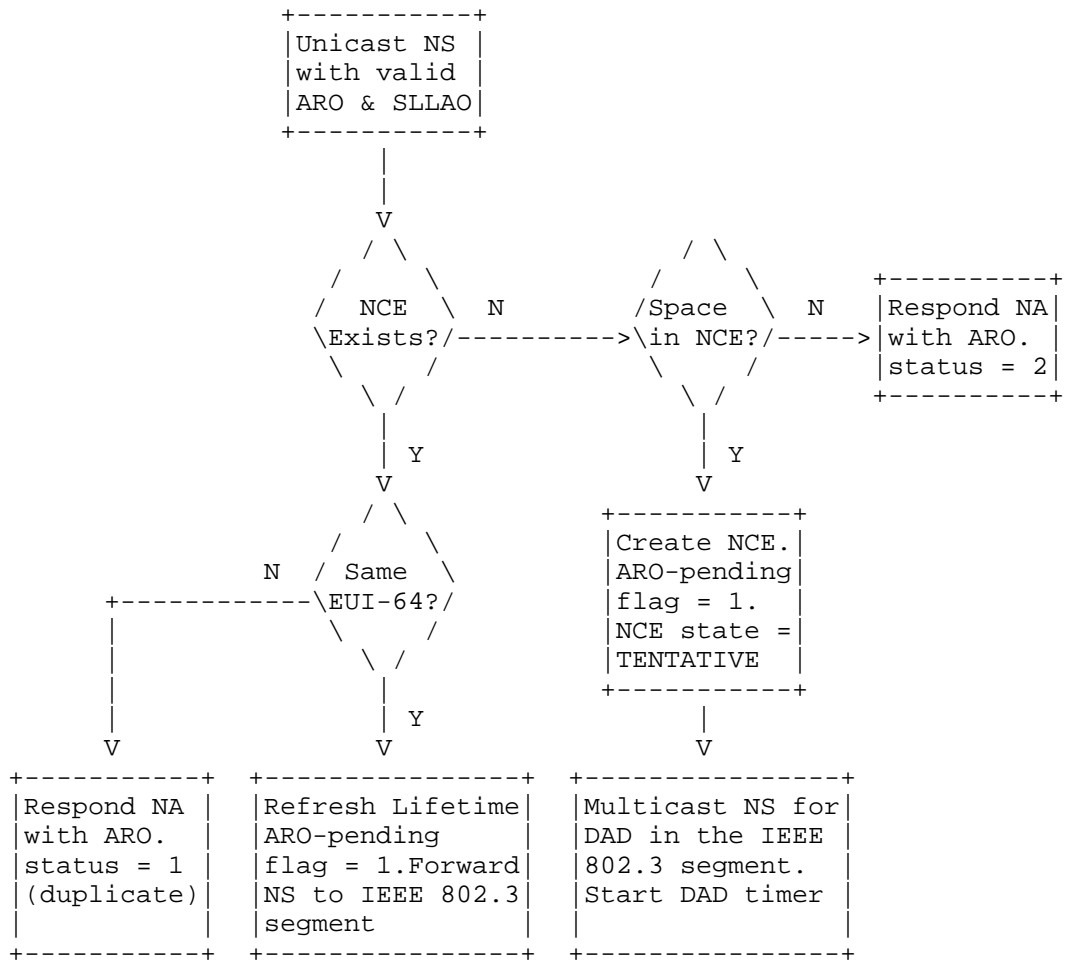 Unicast NS
with valid
ARO & SLLAO
NCE
Exists?
N
Space
in NCE?
N
Respond NA
with ARO.
status = 2
Y
Y
Same
EUI-64?
N
Create NCE.
ARO-pending
flag = 1.
NCE state =
TENTATIVE
Y
Respond NA
with ARO.
status = 1
(duplicate)
Refresh Lifetime
ARO-pending
flag = 1.Forward
NS to IEEE 802.3
segment
Multicast NS for
DAD in the IEEE
802.3 segment.
Start DAD timer